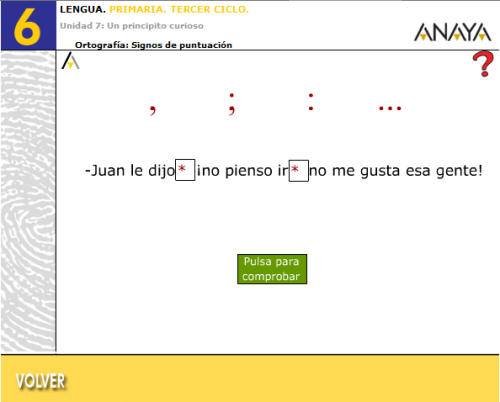 6
LENGUA. PRIMARIA. TERCER CICLO.
Unidad 7: Un principito curioso
Ortografía: Signos de puntuación
ANAYA
?
, ; : ...
-Juan le dijo * ¡no pienso ir * no me gusta esa gente!
Pulsa para
comprobar
VOLVER